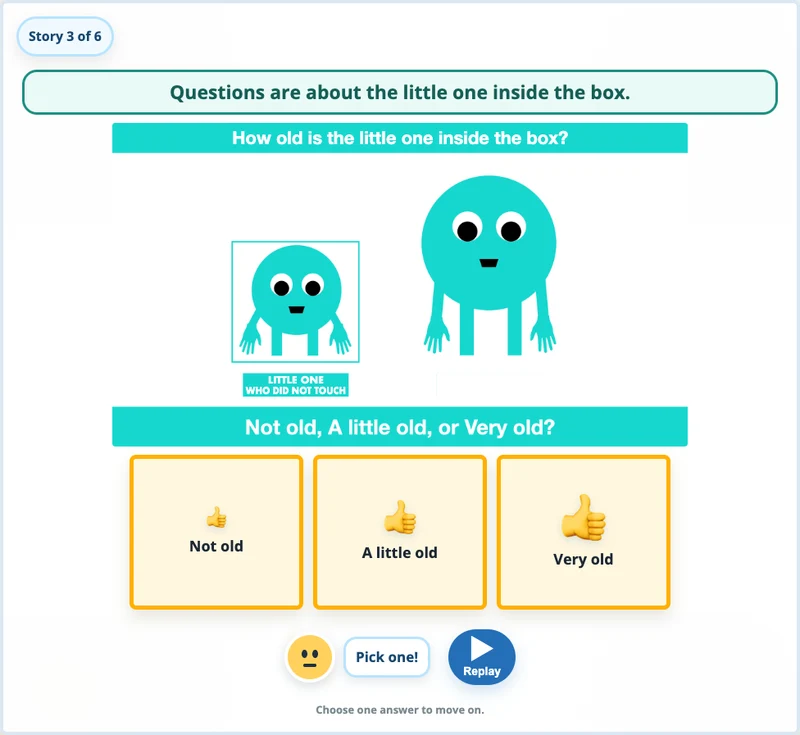 Story 3 of 6
Questions are about the little one inside the box.
How old is the little one inside the box?
LITTLE ONE
WHO DID NOT TOUCH
Not old, A little old, or Very old?
Not old
A little old
Very old
Pick one!
Replay
Choose one answer to move on.